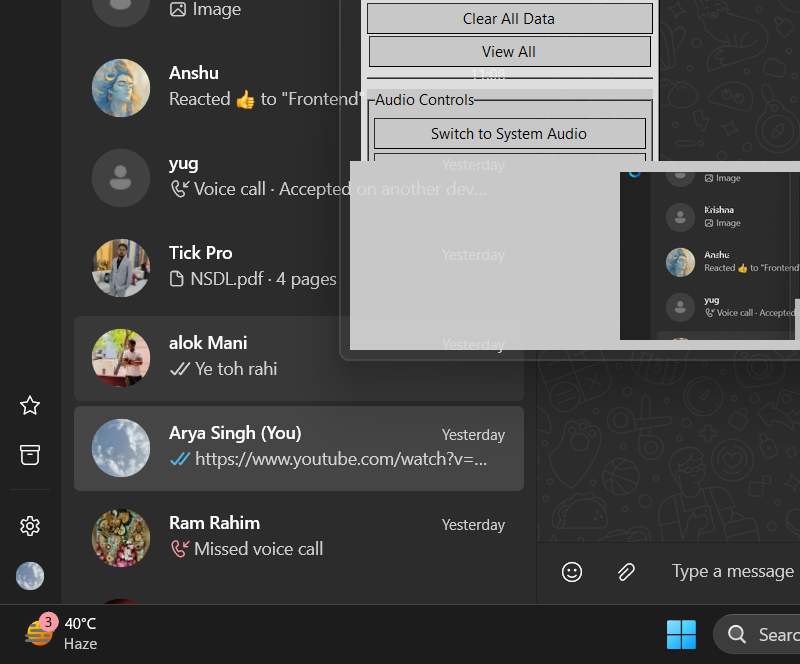 Image
Clear All Data
View All
11:08
Anshu
Reacted 👍 to "Frontend"
Audio Controls
Switch to System Audio
yug
Yesterday
Voice call · Accepted on another dev...
Image
Krishna
Image
Anshu
Reacted 👍 to "Frontend"
yug
Voice call · Accepted
Tick Pro
Yesterday
NSDL.pdf · 4 pages
alok Mani
Yesterday
Ye toh rahi
Arya Singh (You)
Yesterday
https://www.youtube.com/watch?v=...
Ram Rahim
Yesterday
Missed voice call
Type a message
3
40°C
Haze
Searc